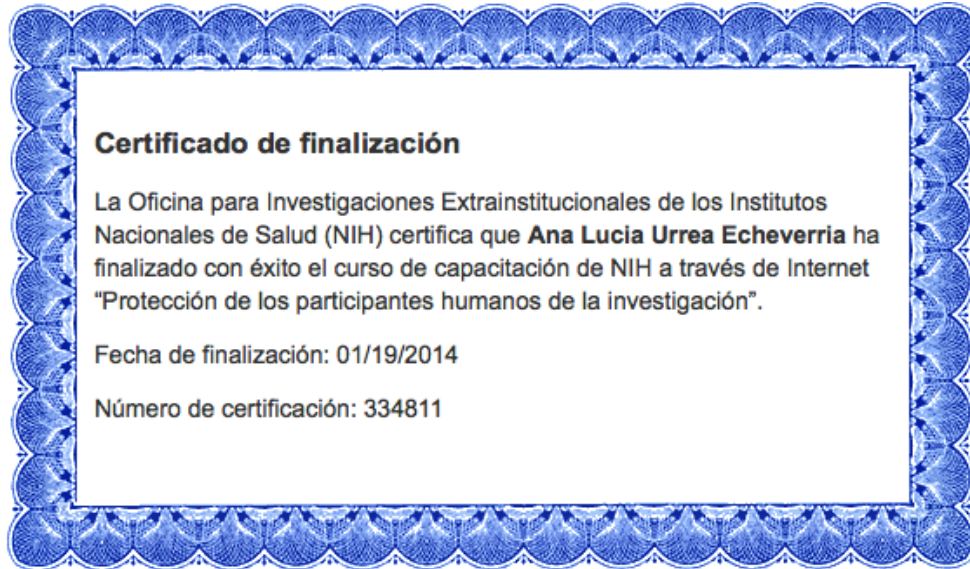 Certificado de finalización
La Oficina para Investigaciones Extrainstitucionales de los Institutos
Nacionales de Salud (NIH) certifica que Ana Lucia Urrea Echeverria ha
finalizado con éxito el curso de capacitación de NIH a través de Internet
“Protección de los participantes humanos de la investigación”.
Fecha de finalización: 01/19/2014
Número de certificación: 334811